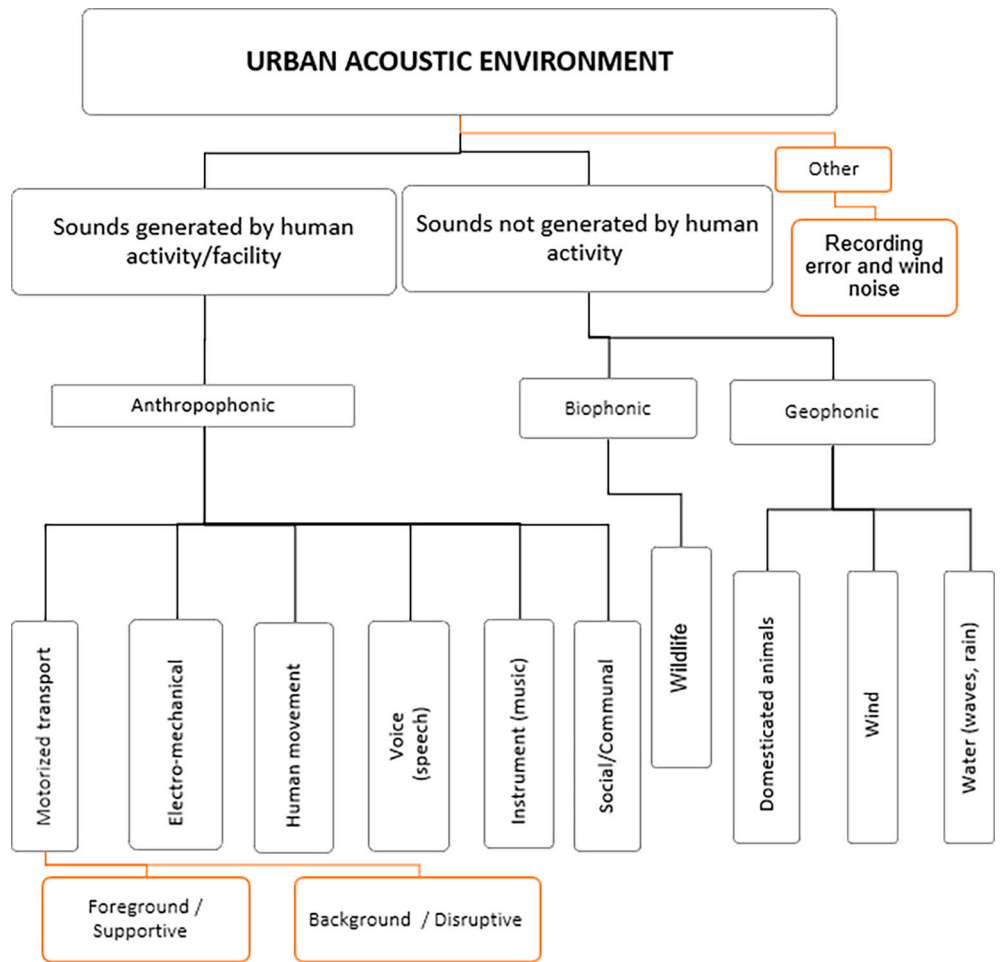 URBAN ACOUSTIC ENVIRONMENT
Other
Sounds generated by human
activity/facility
Sounds not generated by human
activity
Recording
error and wind
noise
Anthropophonic
Biophonic
Geophonic
Motorized transport
Electro-mechanical
Human movement
Voice
(speech)
Instrument (music)
Social/Communal
Wildlife
Domesticated animals
Wind
Water (waves, rain)
Foreground /
Supportive
Background / Disruptive